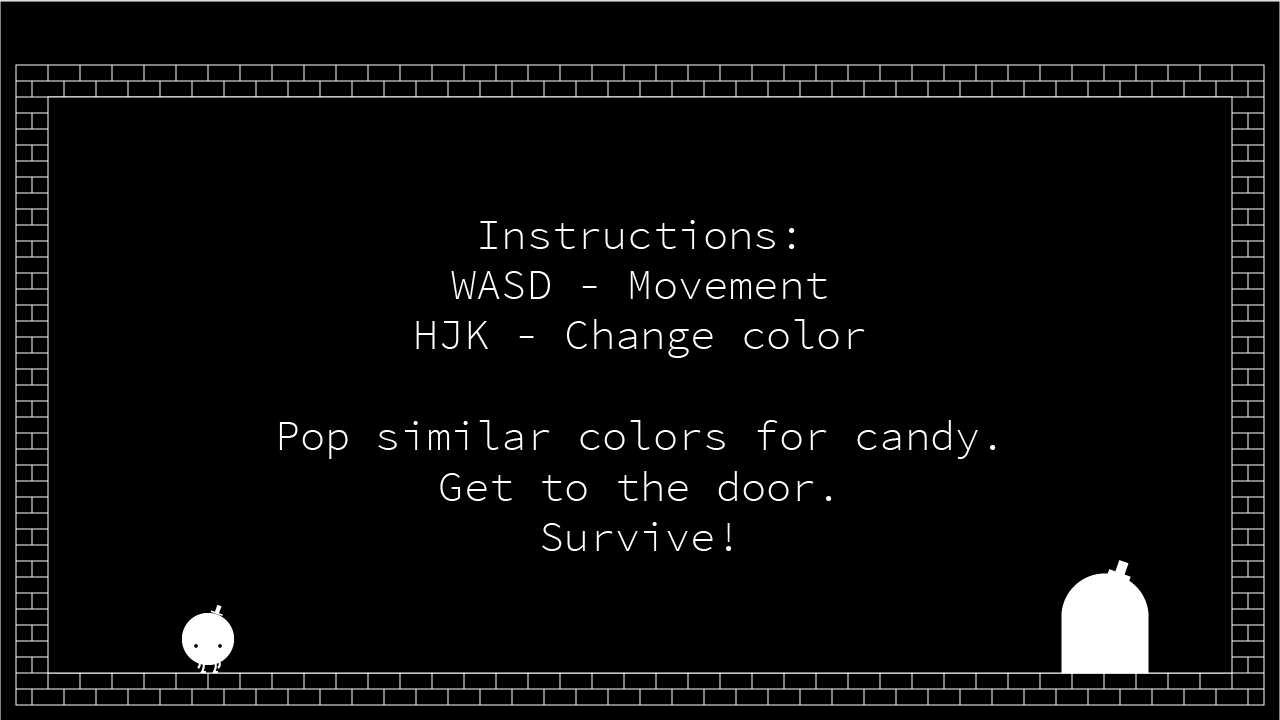 Instructions:
WASD - Movement
HJK - Change color
Pop similar colors for candy.
Get to the door.
Survive!